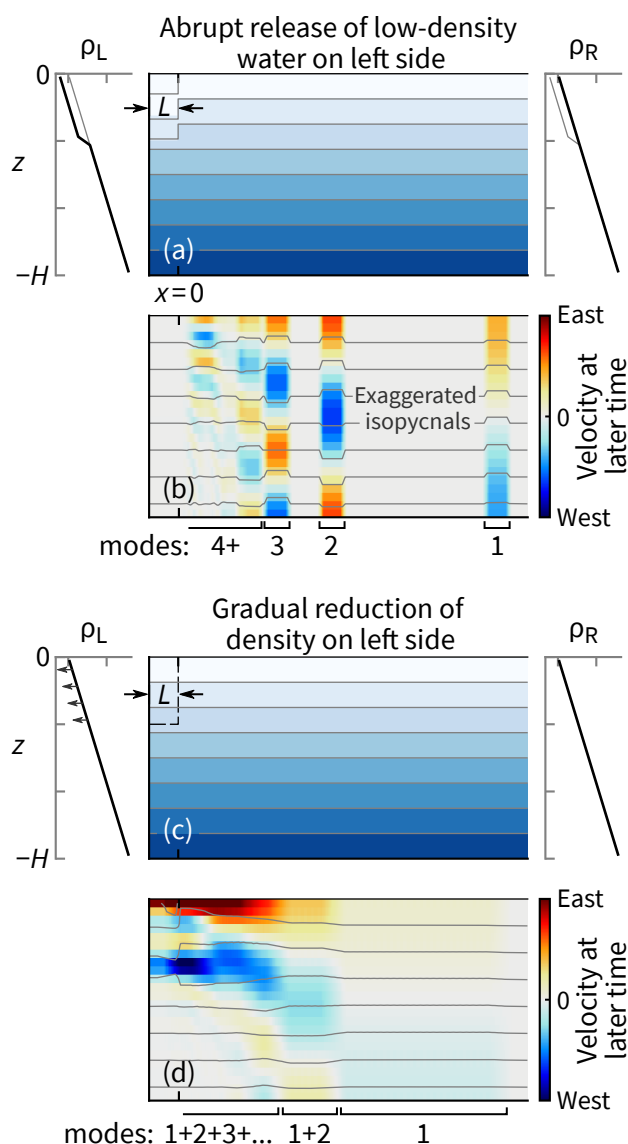 Abrupt release of low-density
water on left side
ρL
ρR
0
L
z
(a)
−H
x=0
East
Exaggerated
isopycnals
0
Velocity at
later time
(b)
West
modes: 4+ 3 2 1
Gradual reduction of
density on left side
ρL
ρR
0
L
z
(c)
−H
East
0
Velocity at
later time
(d)
West
modes: 1+2+3+... 1+2 1